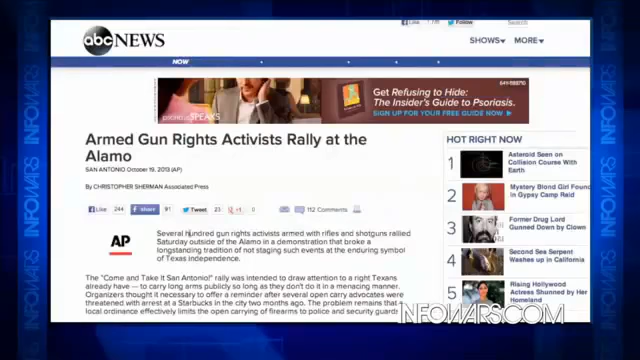 Like
Follow
Search
abc NEWS
SHOWS
MORE
NOW
Get Refusing to Hide:
The Insider's Guide to Psoriasis.
SIGN UP FOR YOUR FREE GUIDE NOW
psoriasisSPEAKS
Armed Gun Rights Activists Rally at the
Alamo
SAN ANTONIO October 19, 2013 (AP)
By CHRISTOPHER SHERMAN Associated Press
Like 244 share 91 Tweet 23 +1 0 112 Comments
AP
Several hundred gun rights activists armed with rifles and shotguns rallied
Saturday outside of the Alamo in a demonstration that broke a
longstanding tradition of not staging such events at the enduring symbol
of Texas independence.
The "Come and Take It San Antonio!" rally was intended to draw attention to a right Texans
already have — to carry long arms publicly so long as they don't do it in a menacing manner.
Organizers thought it necessary to offer a reminder after several open carry advocates were
threatened with arrest at a Starbucks in the city two months ago. The problem remains that a
local ordinance effectively limits the open carrying of firearms to police and security guards.
HOT RIGHT NOW
1 Asteroid Seen on
Collision Course With
Earth
2 Mystery Blond Girl Found
in Gypsy Camp Raid
3 Former Drug Lord
Gunned Down by Clown
4 Second Sea Serpent
Washes up in California
5 Rising Hollywood
Actress Shunned by Her
Homeland
INFOWARS.COM
INFOWARS
INFOWARS
INFOWARS
INFOWARS